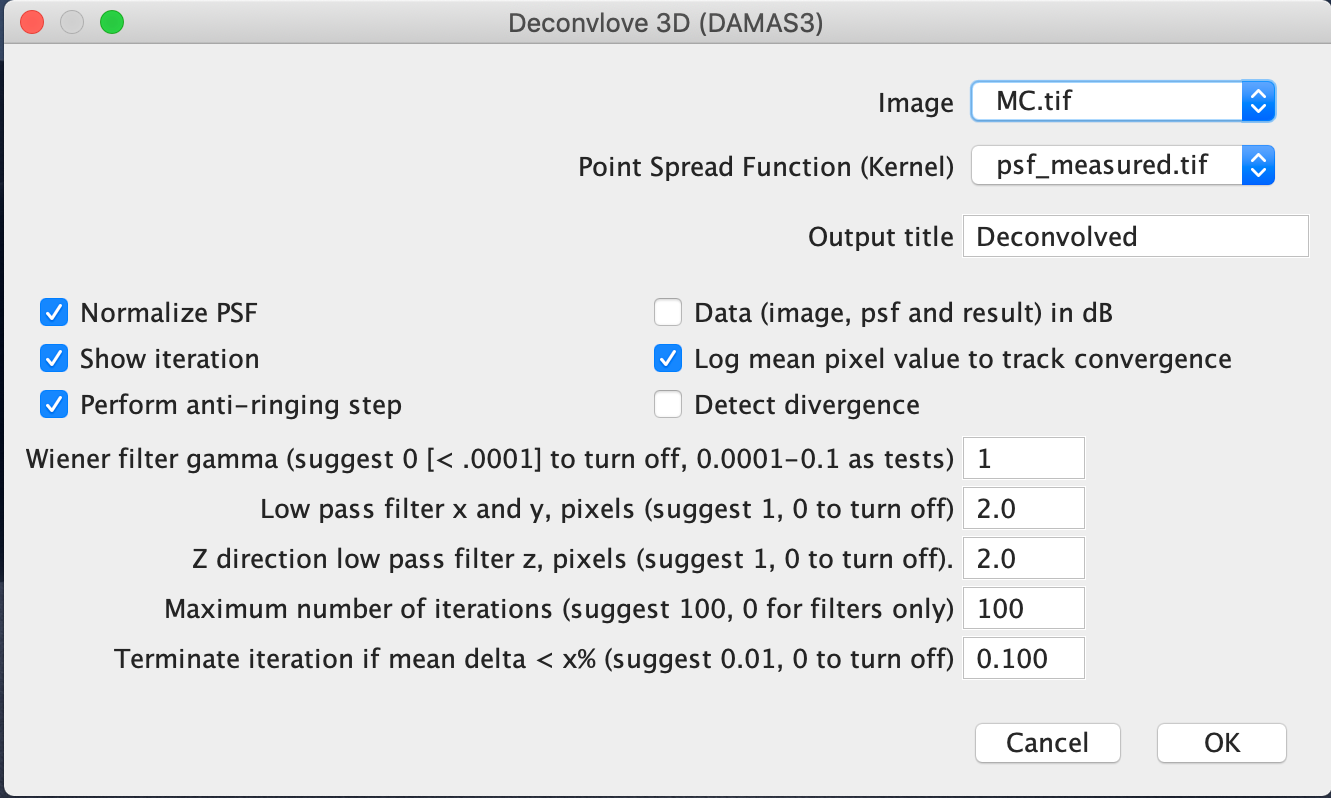 Deconvlove 3D (DAMAS3)
Image MC.tif
Point Spread Function (Kernel) psf_measured.tif
Output title Deconvolved
Normalize PSF Data (image, psf and result) in dB
Show iteration Log mean pixel value to track convergence
Perform anti-ringing step Detect divergence
Wiener filter gamma (suggest 0 [< .0001] to turn off, 0.0001-0.1 as tests) 1
Low pass filter x and y, pixels (suggest 1, 0 to turn off) 2.0
Z direction low pass filter z, pixels (suggest 1, 0 to turn off). 2.0
Maximum number of iterations (suggest 100, 0 for filters only) 100
Terminate iteration if mean delta < x% (suggest 0.01, 0 to turn off) 0.100
Cancel OK